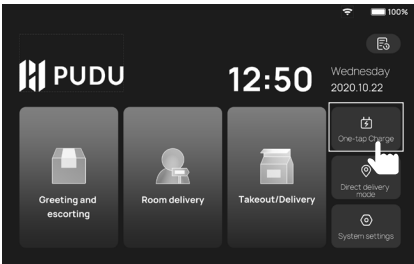 100%
PUDU
12:50
Wednesday
2020.10.22
Greeting and
escorting
Room delivery
Takeout/Delivery
One-tap Charge
Direct delivery
mode
System settings